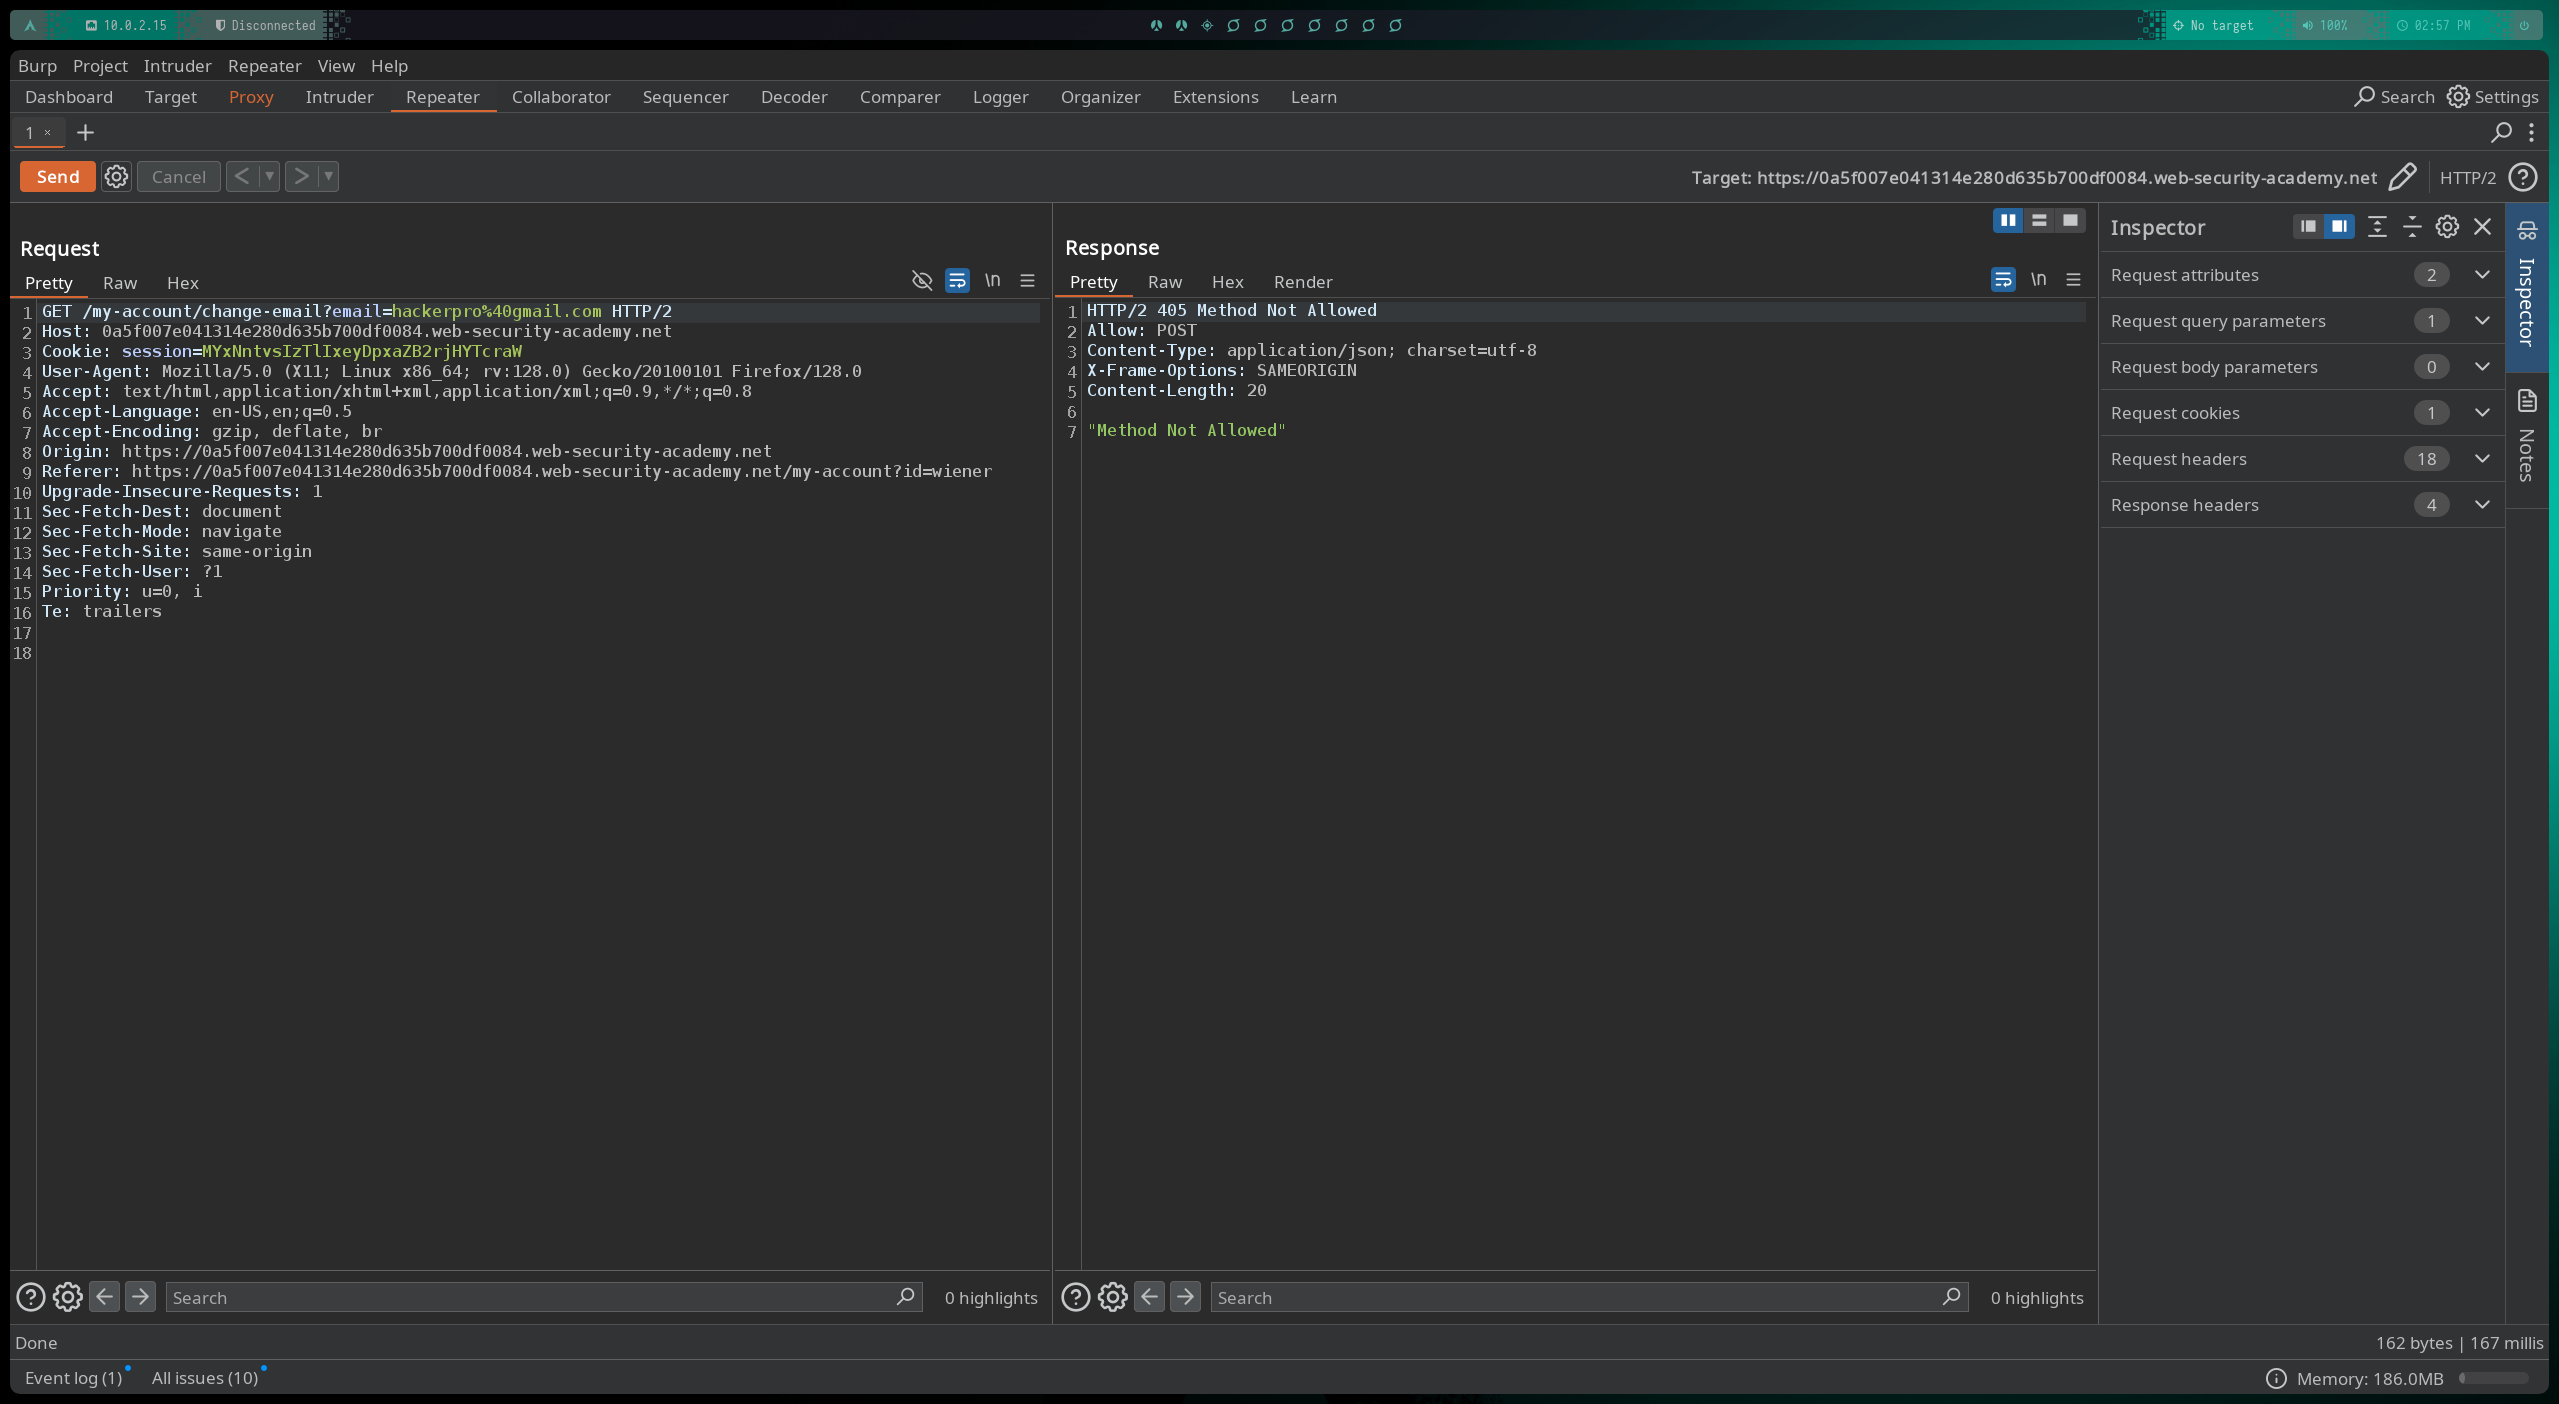 10.0.2.15 Disconnected No target 100% 02:57 PM
Burp Project Intruder Repeater View Help
Dashboard Target Proxy Intruder Repeater Collaborator Sequencer Decoder Comparer Logger Organizer Extensions Learn Search Settings
1 ×
Send Cancel < > Target: https://0a5f007e041314e280d635b700df0084.web-security-academy.net HTTP/2
Request
Pretty Raw Hex \n
1 GET /my-account/change-email?email=hackerpro%40gmail.com HTTP/2
2 Host: 0a5f007e041314e280d635b700df0084.web-security-academy.net
3 Cookie: session=MYxNntvsIzTlIxeyDpxaZB2rjHYTcraW
4 User-Agent: Mozilla/5.0 (X11; Linux x86_64; rv:128.0) Gecko/20100101 Firefox/128.0
5 Accept: text/html,application/xhtml+xml,application/xml;q=0.9,*/*;q=0.8
6 Accept-Language: en-US,en;q=0.5
7 Accept-Encoding: gzip, deflate, br
8 Origin: https://0a5f007e041314e280d635b700df0084.web-security-academy.net
9 Referer: https://0a5f007e041314e280d635b700df0084.web-security-academy.net/my-account?id=wiener
10 Upgrade-Insecure-Requests: 1
11 Sec-Fetch-Dest: document
12 Sec-Fetch-Mode: navigate
13 Sec-Fetch-Site: same-origin
14 Sec-Fetch-User: ?1
15 Priority: u=0, i
16 Te: trailers
17
18
Search 0 highlights
Response
Pretty Raw Hex Render \n
1 HTTP/2 405 Method Not Allowed
2 Allow: POST
3 Content-Type: application/json; charset=utf-8
4 X-Frame-Options: SAMEORIGIN
5 Content-Length: 20
6
7 "Method Not Allowed"
Search 0 highlights
Inspector
Request attributes 2
Request query parameters 1
Request body parameters 0
Request cookies 1
Request headers 18
Response headers 4
Inspector
Notes
Done 162 bytes | 167 millis
Event log (1) All issues (10) Memory: 186.0MB